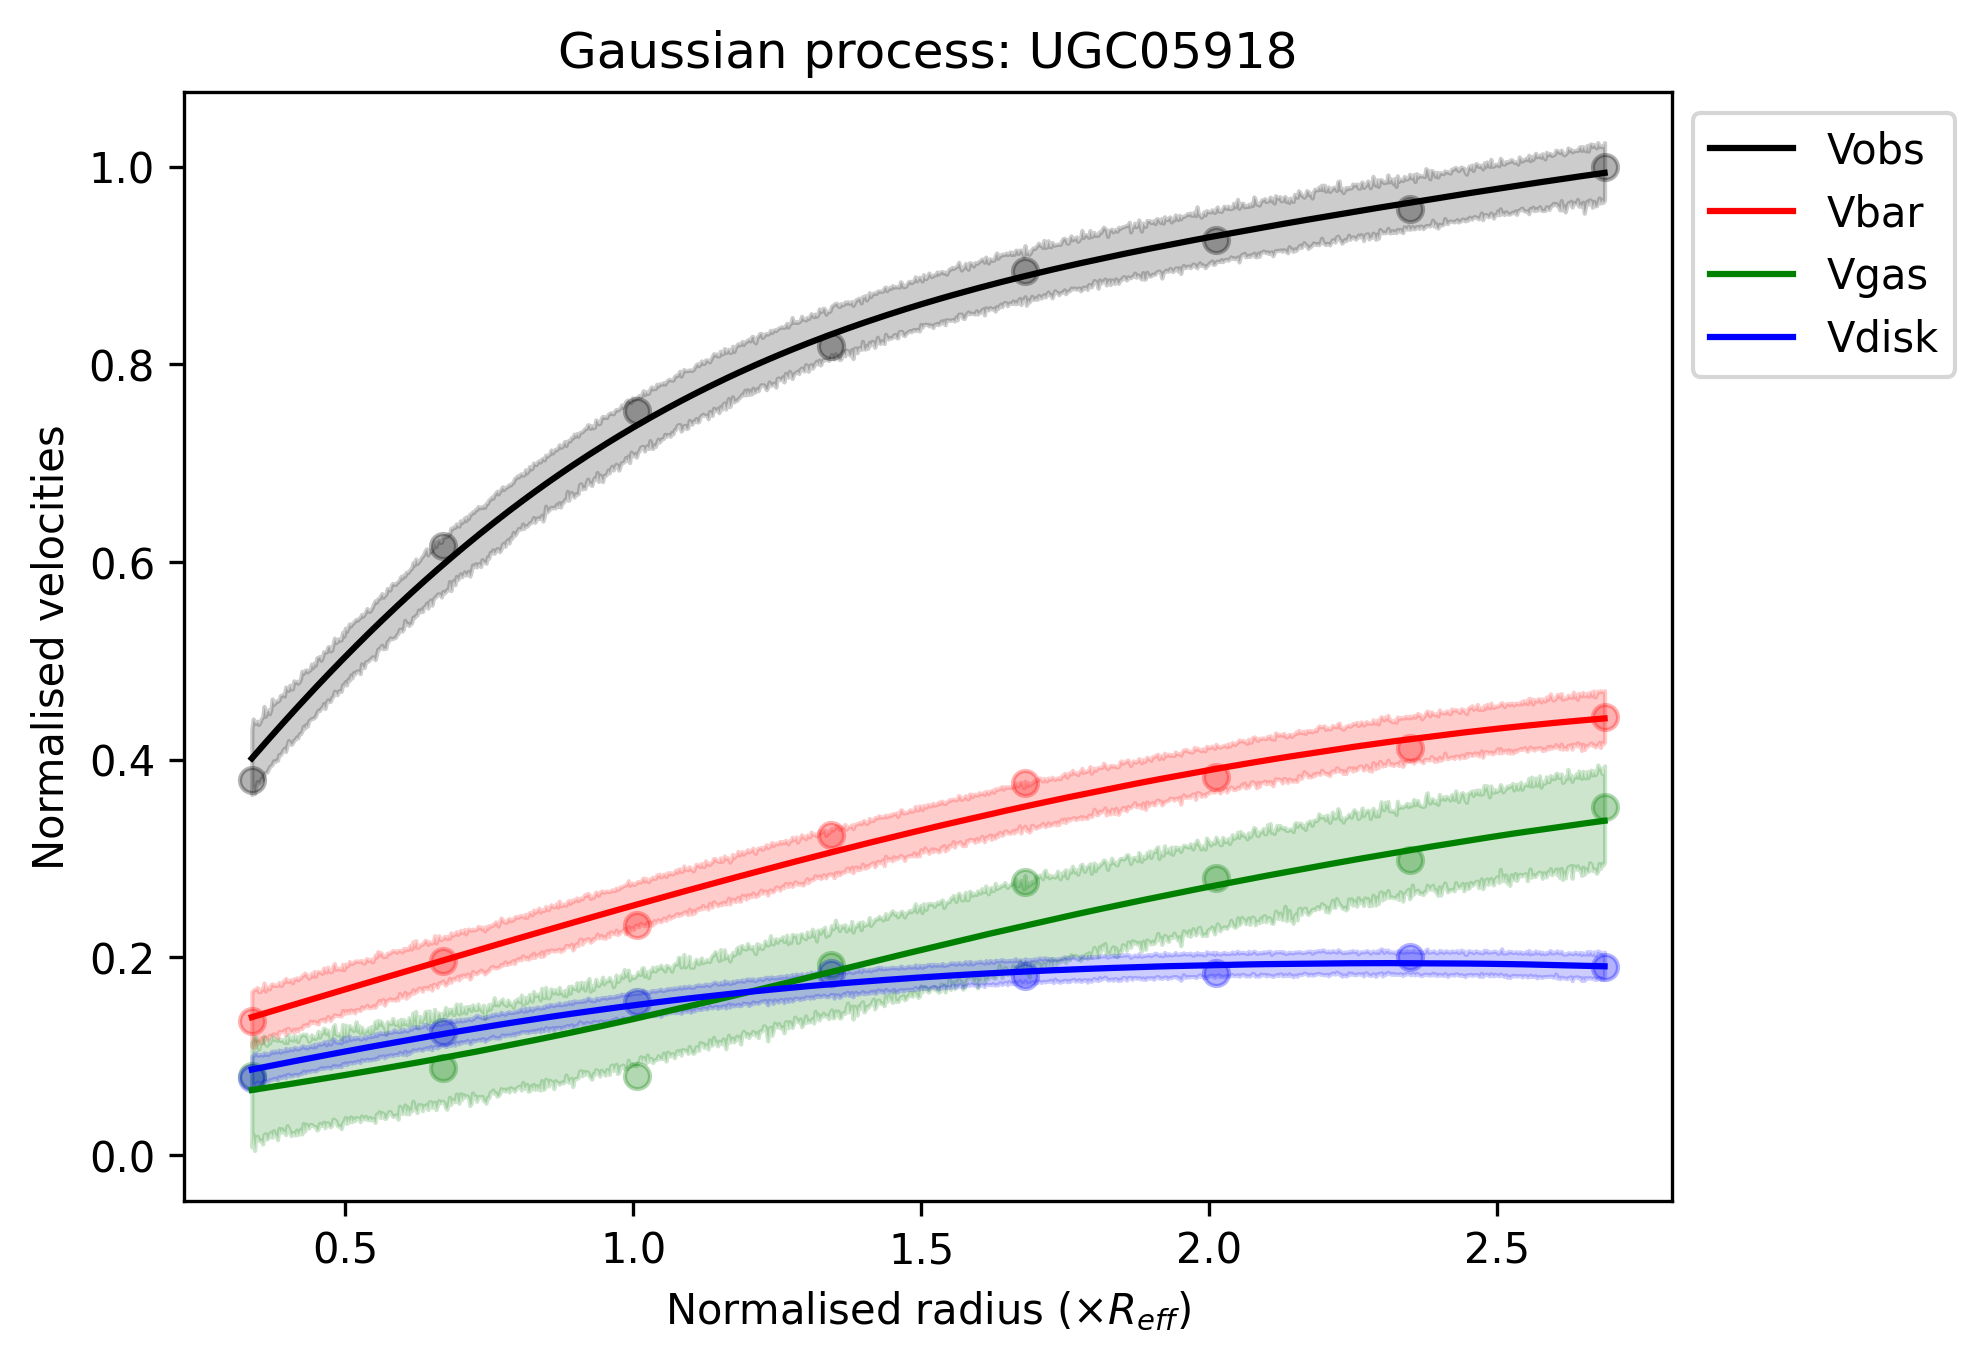 Gaussian process: UGC05918
Vobs
Vbar
Vgas
Vdisk
Normalised velocities
1.0
0.8
0.6
0.4
0.2
0.0
0.5 1.0 1.5 2.0 2.5
Normalised radius (×R_eff)